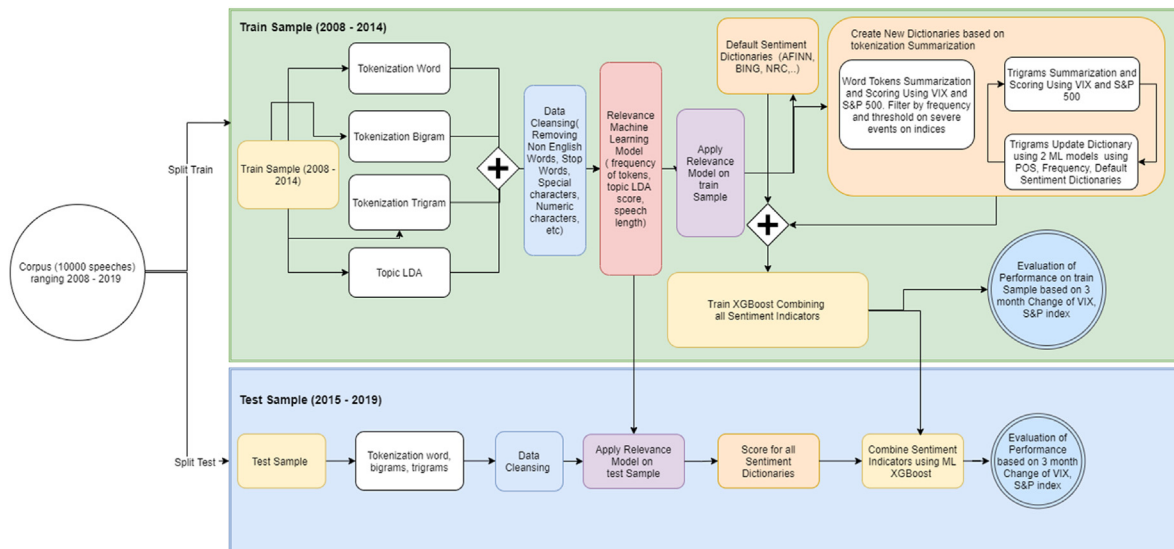 Train Sample (2008 - 2014)
Corpus (10000 speeches)
ranging 2008 - 2019
Split Train
Split Test
Train Sample (2008 -
2014)
Tokenization Word
Tokenization Bigram
Tokenization Trigram
Topic LDA
Data
Cleansing(
Removing
Non English
Words, Stop
Words,
Special
characters,
Numeric
characters,
etc)
Relevance
Machine
Learning
Model
( frequency
of tokens,
topic LDA
score,
speech
length)
Apply
Relevance
Model on
train
Sample
Default Sentiment
Dictionaries (AFINN,
BING, NRC,..)
Create New Dictionaries based on
tokenization Summarization
Word Tokens Summarization
and Scoring Using VIX and
S&P 500. Filter by frequency
and threshold on severe
events on indices
Trigrams Summarization and
Scoring Using VIX and S&P
500
Trigrams Update Dictionary
using 2 ML models using
POS, Frequency, Default
Sentiment Dictionaries
Train XGBoost Combining
all Sentiment Indicators
Evaluation of
Performance on train
Sample based on 3
month Change of VIX,
S&P index
Test Sample (2015 - 2019)
Test Sample
Tokenization word,
bigrams, trigrams
Data
Cleansing
Apply Relevance
Model on
test Sample
Score for all
Sentiment
Dictionaries
Combine Sentiment
Indicators using ML
XGBoost
Evaluation of
Performance
based on 3 month
Change of VIX,
S&P index